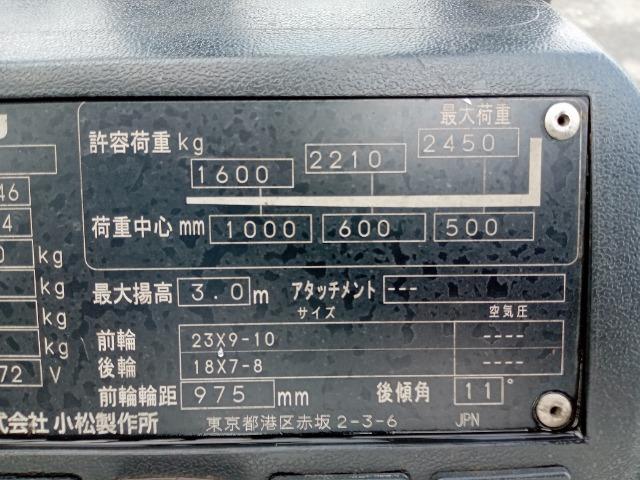 最大荷重
許容荷重 kg 1600 2210 2450
荷重中心 mm 1000 600 500
46
4
0 kg
kg
kg
kg
72 V
最大揚高 3.0 m アタッチメント ---
サイズ 空気圧
前輪 23X9-10 ----
後輪 18X7-8 ----
前輪輪距 975 mm 後傾角 11°
式会社 小松製作所 東京都港区赤坂2-3-6 JPN